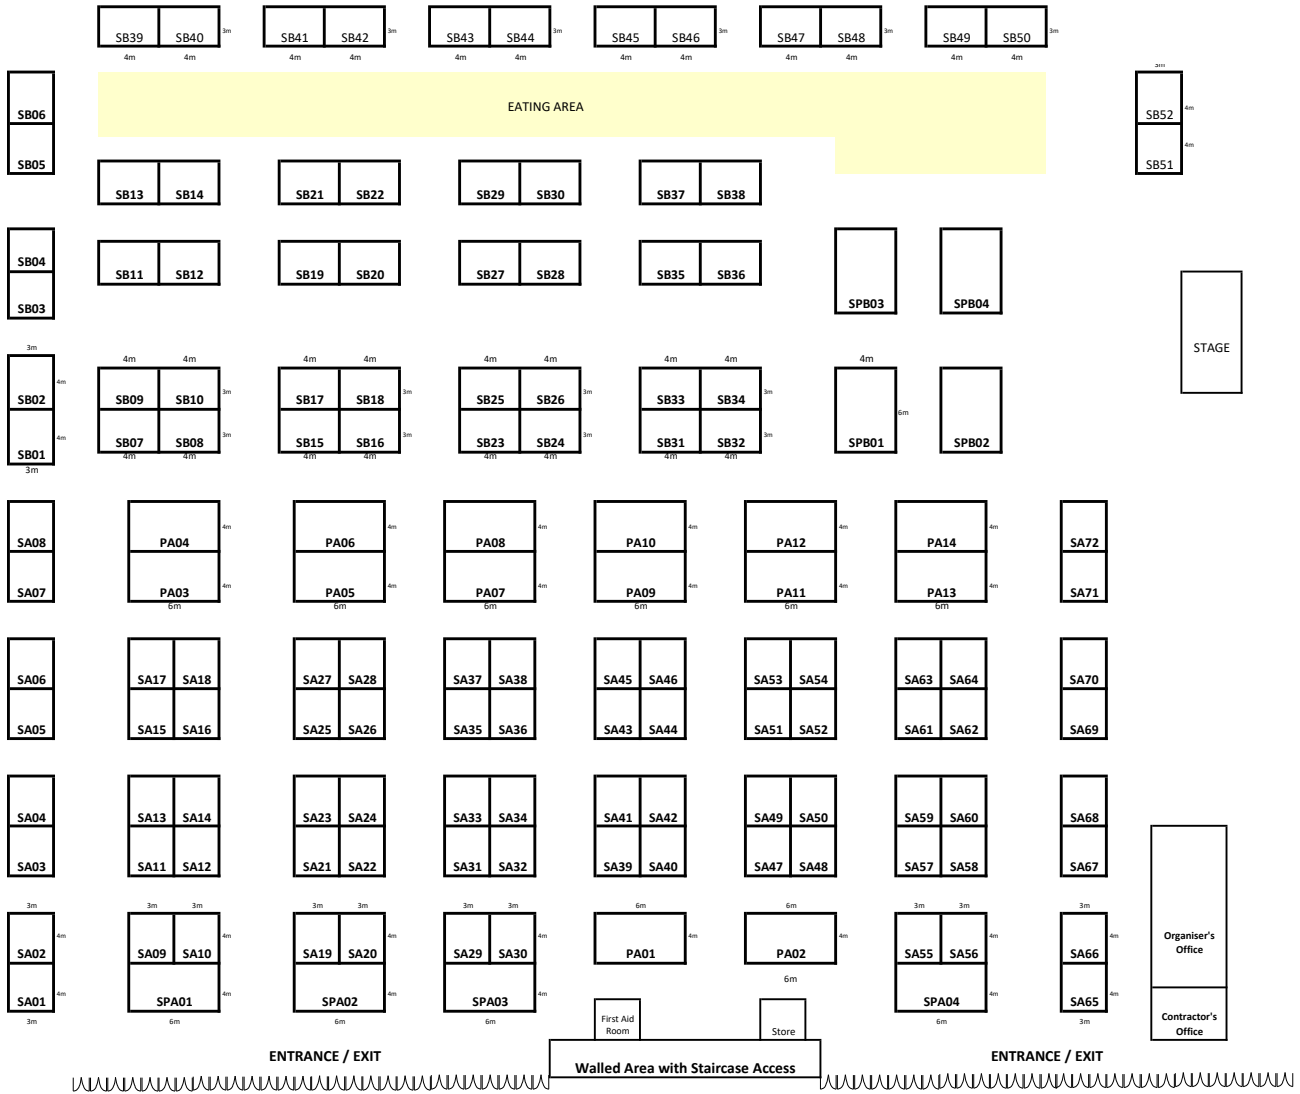 SB39 SB40 3m SB41 SB42 3m SB43 SB44 3m SB45 SB46 3m SB47 SB48 3m SB49 SB50 3m
4m 4m 4m 4m 4m 4m 4m 4m 4m 4m 4m 4m
3m
SB06 EATING AREA SB52 4m
SB05 SB51 4m
SB13 SB14 SB21 SB22 SB29 SB30 SB37 SB38
SB04
SB11 SB12 SB19 SB20 SB27 SB28 SB35 SB36
SB03 SPB03 SPB04
STAGE
3m
4m 4m 4m 4m 4m 4m 4m 4m 4m
4m
SB02 SB09 SB10 3m SB17 SB18 3m SB25 SB26 3m SB33 SB34 3m
6m
4m
SB01 SB07 SB08 3m SB15 SB16 3m SB23 SB24 3m SB31 SB32 3m SPB01 SPB02
3m 4m 4m 4m 4m 4m 4m 4m 4m
4m 4m 4m 4m 4m 4m
SA08 PA04 PA06 PA08 PA10 PA12 PA14 SA72
4m 4m 4m 4m 4m 4m
SA07 PA03 PA05 PA07 PA09 PA11 PA13 SA71
6m 6m 6m 6m 6m 6m
SA06 SA17 SA18 SA27 SA28 SA37 SA38 SA45 SA46 SA53 SA54 SA63 SA64 SA70
SA05 SA15 SA16 SA25 SA26 SA35 SA36 SA43 SA44 SA51 SA52 SA61 SA62 SA69
SA04 SA13 SA14 SA23 SA24 SA33 SA34 SA41 SA42 SA49 SA50 SA59 SA60 SA68
SA03 SA11 SA12 SA21 SA22 SA31 SA32 SA39 SA40 SA47 SA48 SA57 SA58 SA67
3m 3m 3m 3m 3m 3m 3m 6m 6m 3m 3m 3m
4m 4m 4m 4m 4m 4m 4m 4m
SA02 SA09 SA10 SA19 SA20 SA29 SA30 PA01 PA02 SA55 SA56 SA66
Organiser's
Office
6m
4m 4m 4m 4m 4m 4m
SA01 SPA01 SPA02 SPA03 SPA04 SA65
3m 6m 6m 6m 6m 3m
First Aid
Room
Store
Contractor's
Office
ENTRANCE / EXIT ENTRANCE / EXIT
Walled Area with Staircase Access